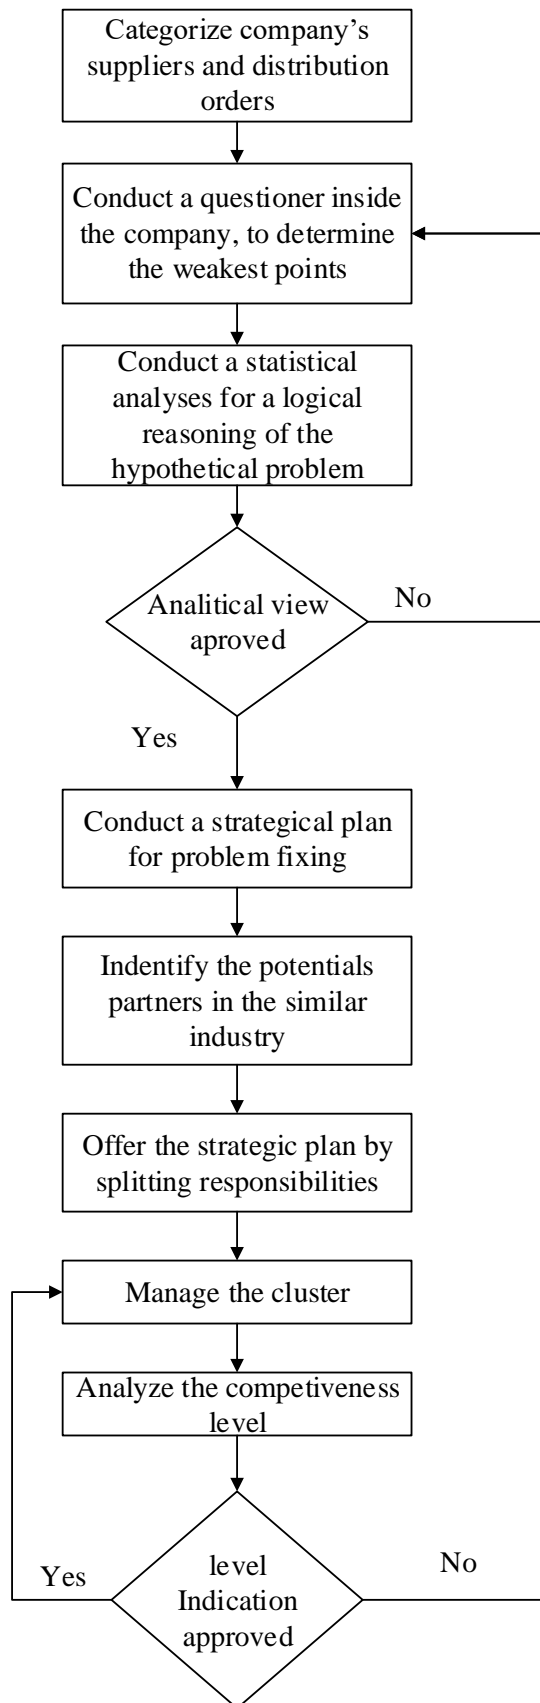 Categorize company's
suppliers and distribution
orders
Conduct a questioner inside
the company, to determine
the weakest points
Conduct a statistical
analyses for a logical
reasoning of the
hypothetical problem
Analitical view
aproved
No
Yes
Conduct a strategical plan
for problem fixing
Indentify the potentials
partners in the similar
industry
Offer the strategic plan by
splitting responsibilities
Manage the cluster
Analyze the competiveness
level
level
Indication
approved
Yes
No